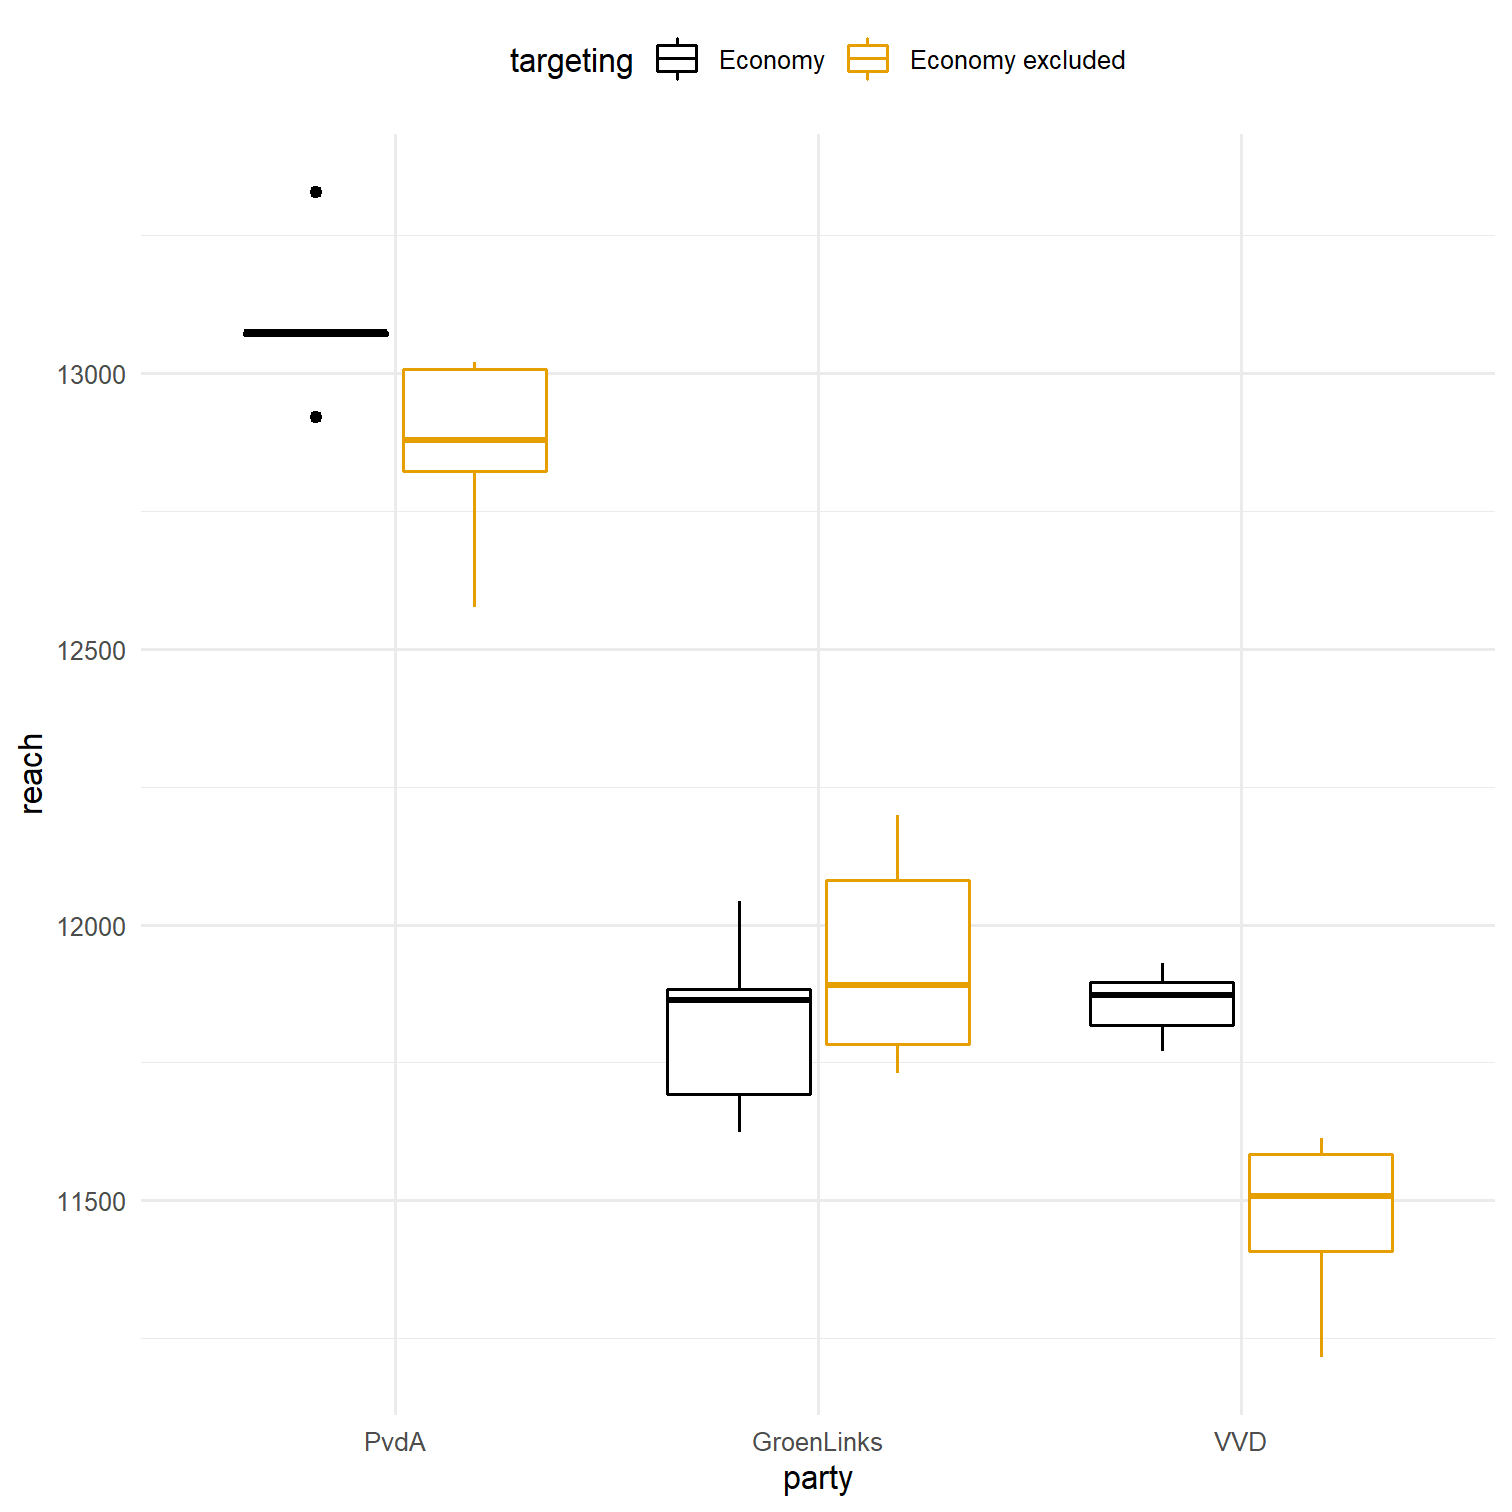 targeting Economy Economy excluded
reach
13000
12500
12000
11500
PvdA GroenLinks VVD
party